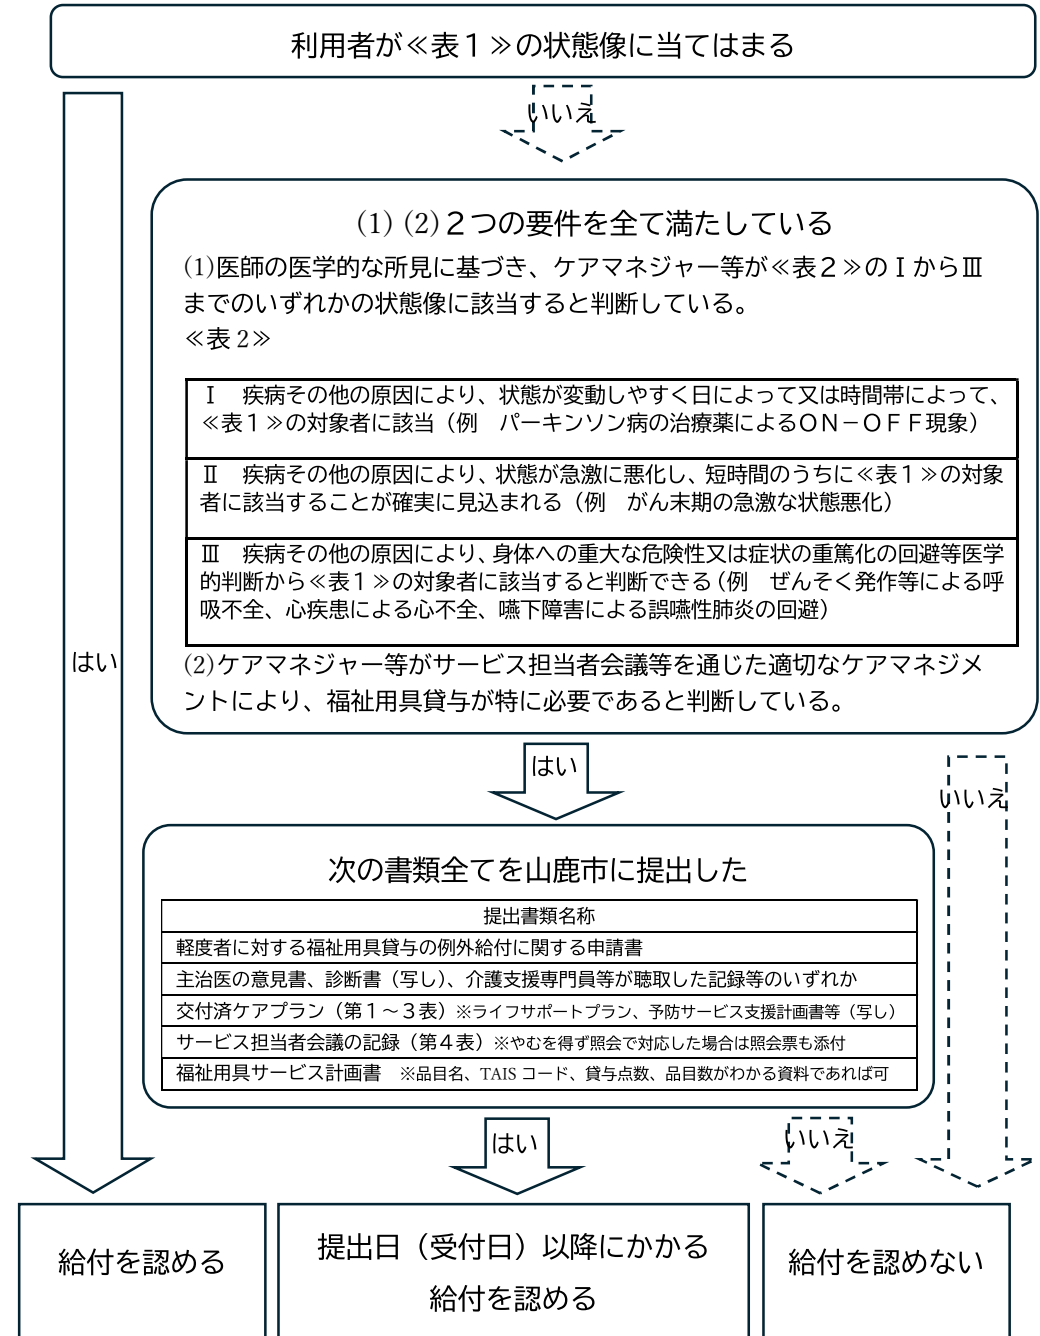 利用者が≪表１≫の状態像に当てはまる
いいえ
(1) (2)２つの要件を全て満たしている
(1)医師の医学的な所見に基づき、ケアマネジャー等が≪表２≫のⅠからⅢ
までのいずれかの状態像に該当すると判断している。
≪表 2≫
Ⅰ　疾病その他の原因により、状態が変動しやすく日によって又は時間帯によって、
≪表１≫の対象者に該当（例　パーキンソン病の治療薬によるＯＮ－ＯＦＦ現象）
Ⅱ　疾病その他の原因により、状態が急激に悪化し、短時間のうちに≪表１≫の対象
者に該当することが確実に見込まれる（例　がん末期の急激な状態悪化）
Ⅲ　疾病その他の原因により、身体への重大な危険性又は症状の重篤化の回避等医学
的判断から≪表１≫の対象者に該当すると判断できる（例　ぜんそく発作等による呼
吸不全、心疾患による心不全、嚥下障害による誤嚥性肺炎の回避）
はい
(2)ケアマネジャー等がサービス担当者会議等を通じた適切なケアマネジメ
ントにより、福祉用具貸与が特に必要であると判断している。
はい
いいえ
次の書類全てを山鹿市に提出した
提出書類名称
軽度者に対する福祉用具貸与の例外給付に関する申請書
主治医の意見書、診断書（写し）、介護支援専門員等が聴取した記録等のいずれか
交付済ケアプラン（第１～３表）※ライフサポートプラン、予防サービス支援計画書等（写し）
サービス担当者会議の記録（第４表）※やむを得ず照会で対応した場合は照会票も添付
福祉用具サービス計画書　※品目名、TAIS コード、貸与点数、品目数がわかる資料であれば可
はい
いいえ
給付を認める
提出日（受付日）以降にかかる
給付を認める
給付を認めない